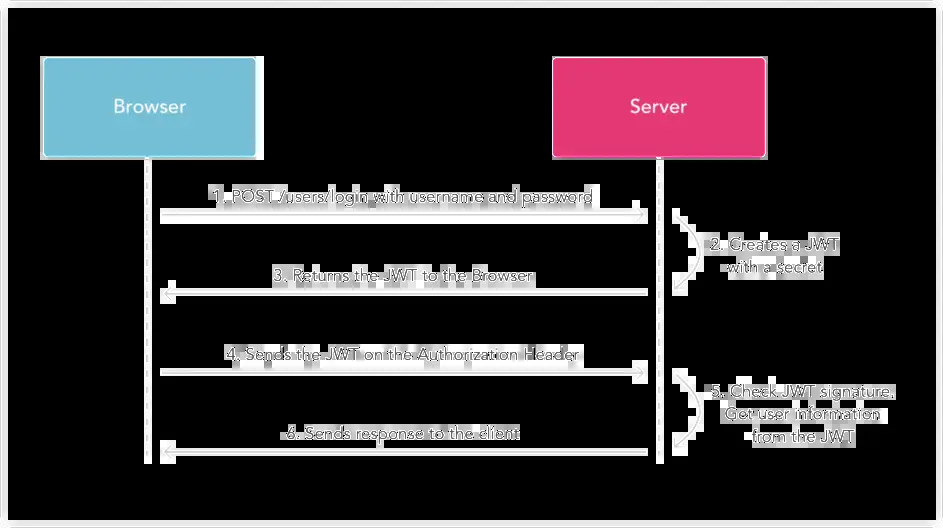 Browser
Server
1. POST /users/login with username and password
2. Creates a JWT
with a secret
3. Returns the JWT to the Browser
4. Sends the JWT on the Authorization Header
5. Check JWT signature,
Get user information
from the JWT
6. Sends response to the client